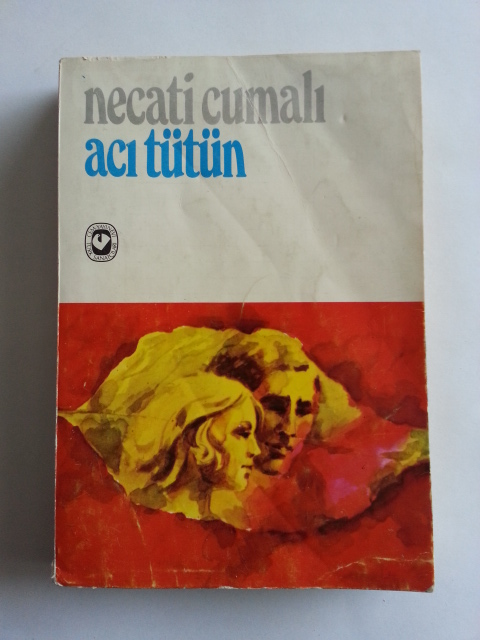 necati cumalı
acı tütün